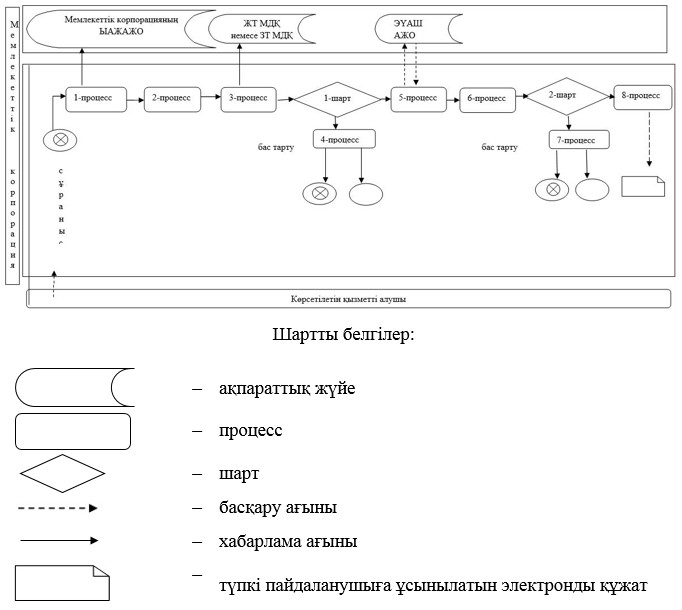 Мемлекеттік корпорация
Мемлекеттік корпорацияның
ЫАЖАЖО
ЖТ МДҚ
немесе ЗТ МДҚ
ЭҮАШ
АЖО
1-процесс
2-процесс
3-процесс
1-шарт
5-процесс
6-процесс
2-шарт
8-процесс
бас тарту
4-процесс
бас тарту
7-процесс
сұраныс
Көрсетілетін қызметті алушы
Шартты белгілер:
– ақпараттық жүйе
– процесс
– шарт
– басқару ағыны
– хабарлама ағыны
– түпкі пайдаланушыға ұсынылатын электронды құжат